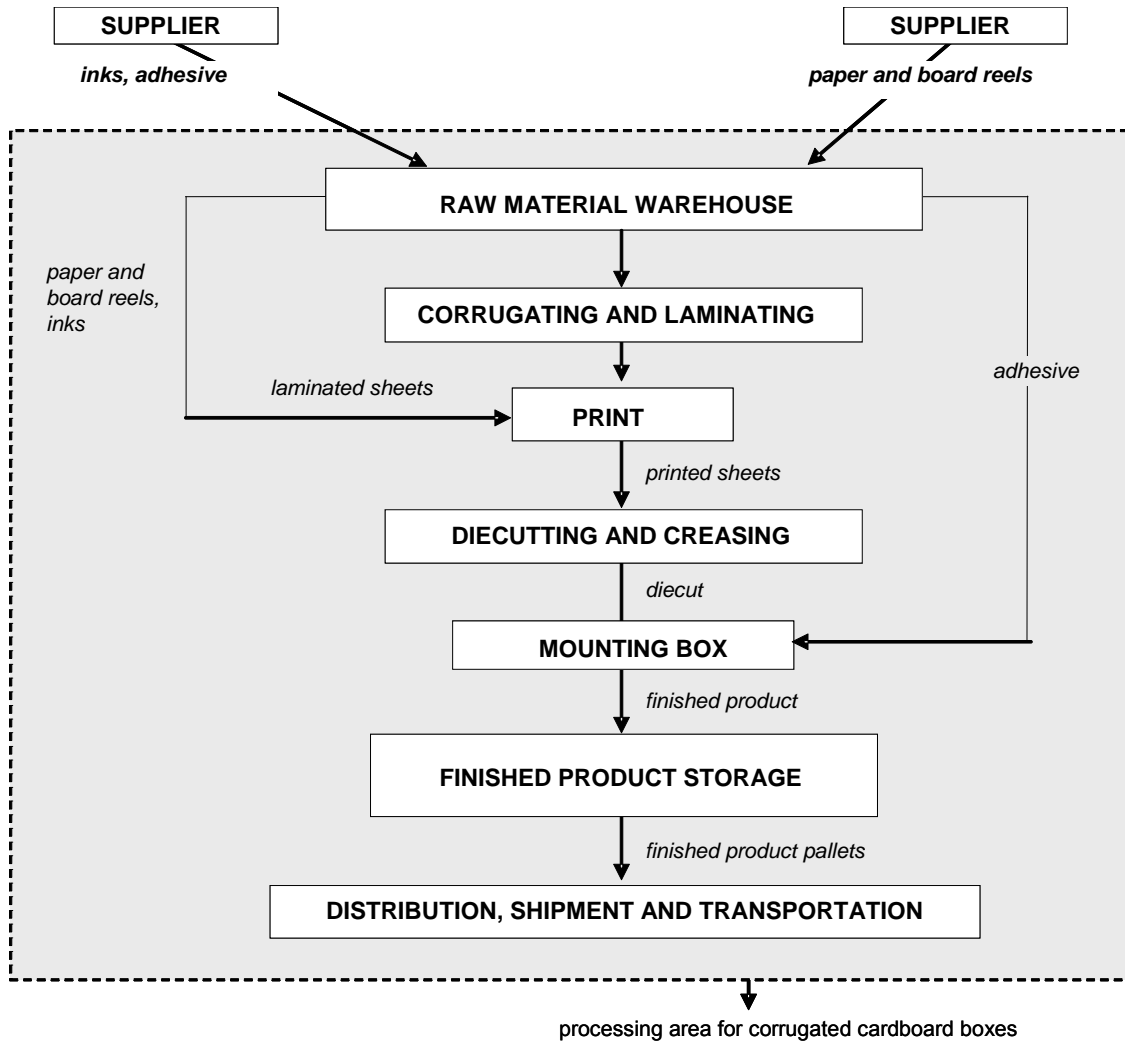 SUPPLIER
SUPPLIER
inks, adhesive
paper and board reels
RAW MATERIAL WAREHOUSE
paper and
board reels,
inks
CORRUGATING AND LAMINATING
adhesive
laminated sheets
PRINT
printed sheets
DIECUTTING AND CREASING
diecut
MOUNTING BOX
finished product
FINISHED PRODUCT STORAGE
finished product pallets
DISTRIBUTION, SHIPMENT AND TRANSPORTATION
processing area for corrugated cardboard boxes